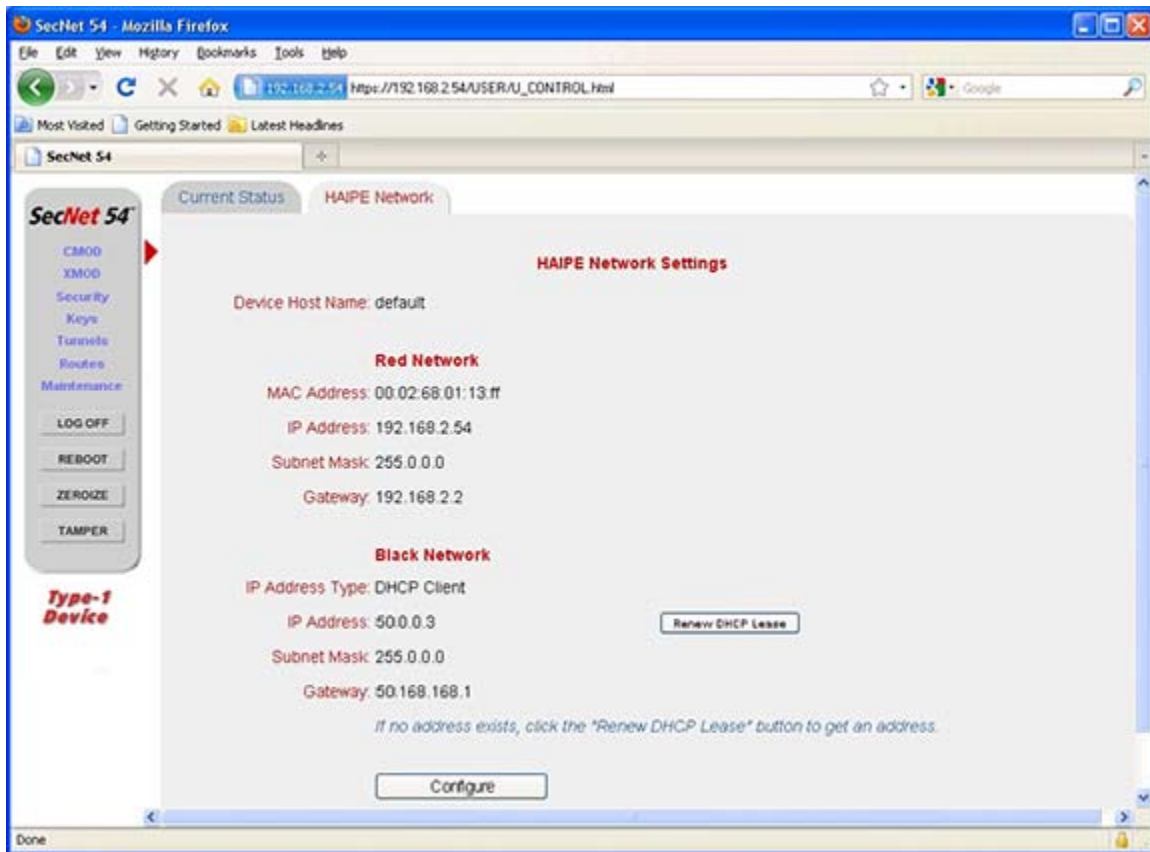 SecNet 54 - Mozilla Firefox
File Edit View History Bookmarks Tools Help
192.168.2.54 https://192.168.2.54/USER/U_CONTROL.html
Google
Most Visited Getting Started Latest Headlines
SecNet 54
SecNet 54™
CMOD
XMOD
Security
Keys
Tunnels
Routes
Maintenance
LOG OFF
REBOOT
ZEROIZE
TAMPER
Type-1
Device
Current Status HAIPE Network
HAIPE Network Settings
Device Host Name: default
Red Network
MAC Address: 00:02:68:01:13:ff
IP Address: 192.168.2.54
Subnet Mask: 255.0.0.0
Gateway: 192.168.2.2
Black Network
IP Address Type: DHCP Client
IP Address: 50.0.0.3 Renew DHCP Lease
Subnet Mask: 255.0.0.0
Gateway: 50.168.168.1
If no address exists, click the "Renew DHCP Lease" button to get an address.
Configure
Done